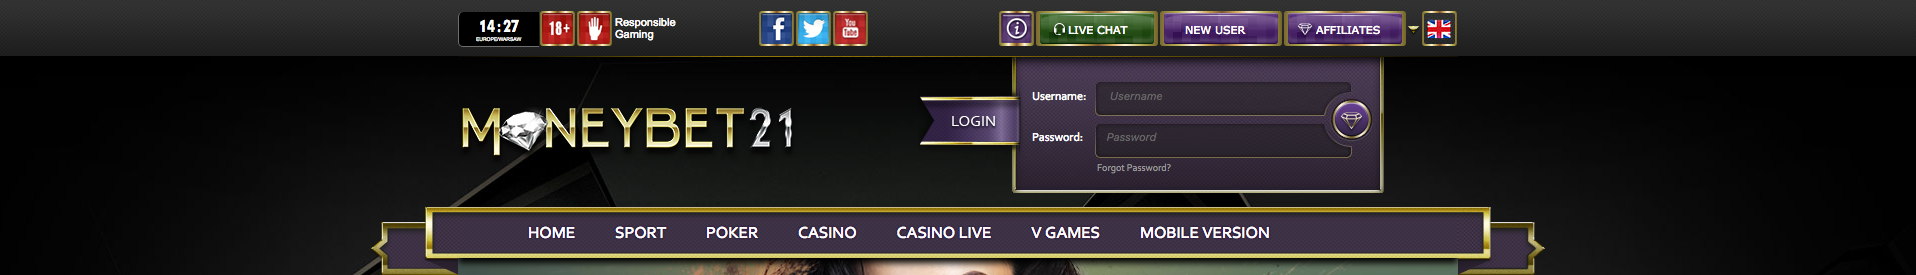 14:27
EUROPE/WARSAW
18+
Responsible
Gaming
You
Tube
LIVE CHAT
NEW USER
AFFILIATES
MONEYBET21
LOGIN
Username:
Username
Password:
Password
Forgot Password?
HOME
SPORT
POKER
CASINO
CASINO LIVE
V GAMES
MOBILE VERSION